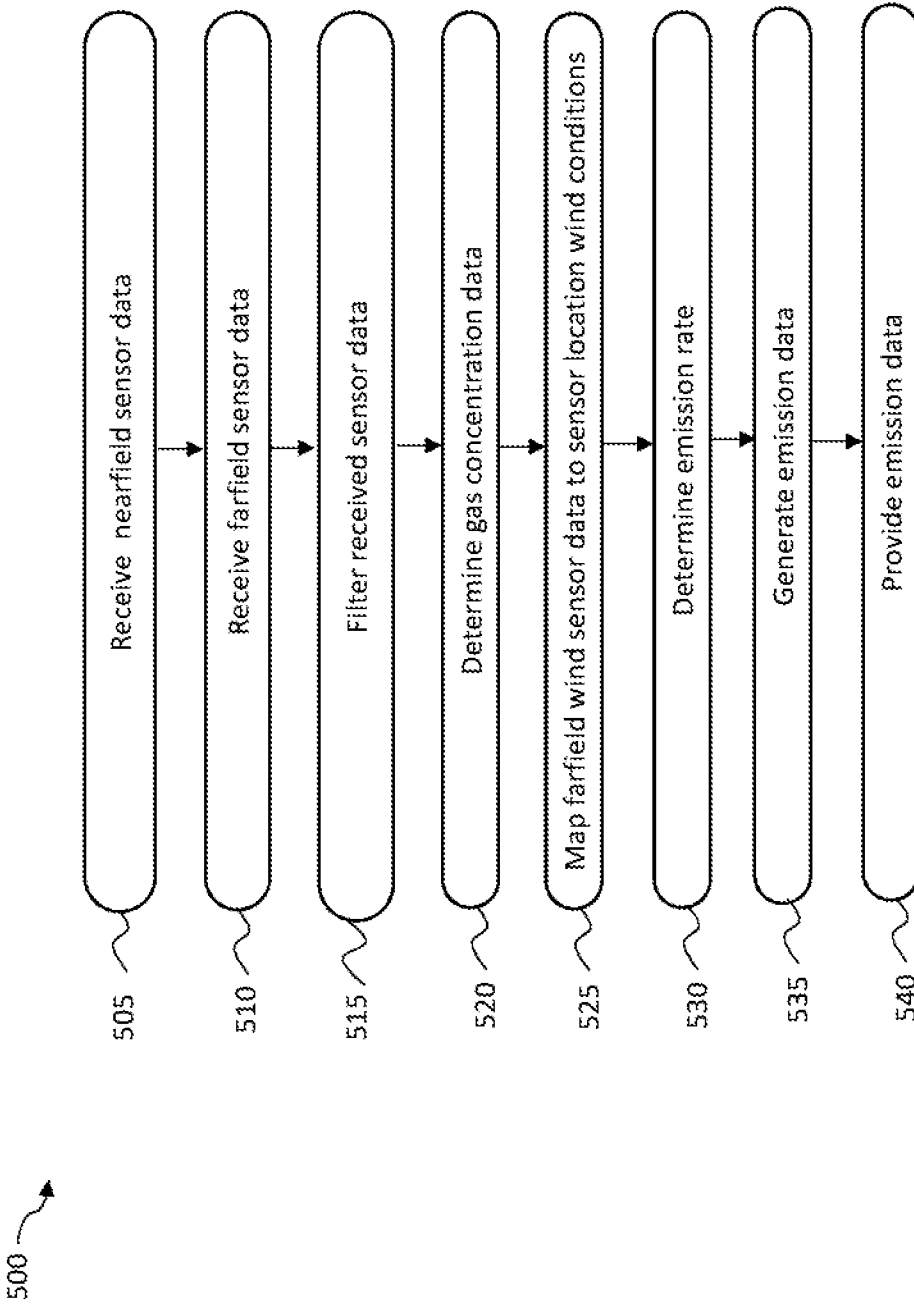 500
505
Receive nearfield sensor data
510
Receive farfield sensor data
515
Filter received sensor data
520
Determine gas concentration data
525
Map farfield wind sensor data to sensor location wind conditions
530
Determine emission rate
535
Generate emission data
540
Provide emission data